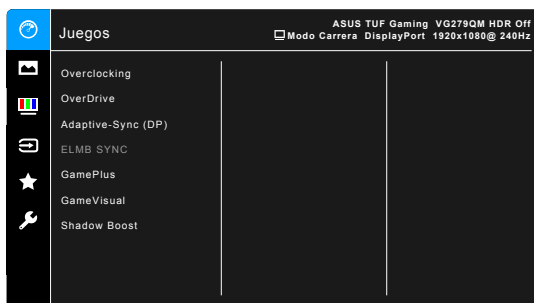 Juegos
ASUS TUF Gaming VG279QM HDR Off
Modo Carrera DisplayPort 1920x1080@ 240Hz
Overclocking
OverDrive
Adaptive-Sync (DP)
ELMB SYNC
GamePlus
GameVisual
Shadow Boost